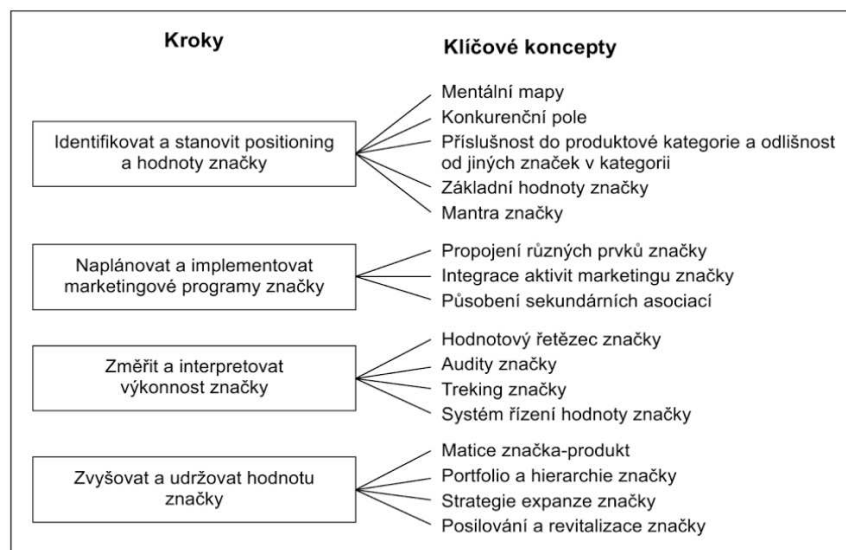 Kroky
Klíčové koncepty
Identifikovat a stanovit positioning
a hodnoty značky
Mentální mapy
Konkurenční pole
Příslušnost do produktové kategorie a odlišnost
od jiných značek v kategorii
Základní hodnoty značky
Mantra značky
Naplánovat a implementovat
marketingové programy značky
Propojení různých prvků značky
Integrace aktivit marketingu značky
Působení sekundárních asociací
Změřit a interpretovat
výkonnost značky
Hodnotový řetězec značky
Audity značky
Treking značky
Systém řízení hodnoty značky
Zvyšovat a udržovat hodnotu
značky
Matice značka-produkt
Portfolio a hierarchie značky
Strategie expanze značky
Posilování a revitalizace značky